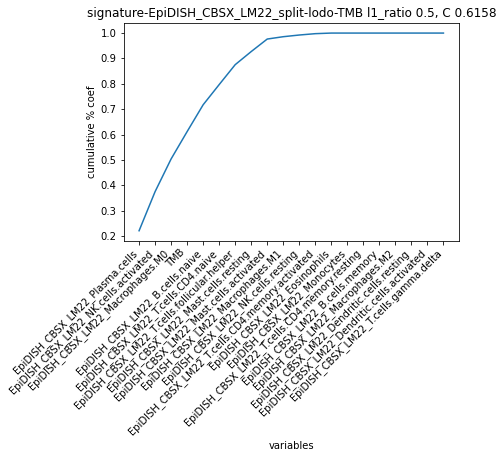 signature-EpiDISH_CBSX_LM22_split-lodo-TMB l1_ratio 0.5, C 0.6158
1.0
0.9
0.8
0.7
0.6
0.5
0.4
0.3
0.2
cumulative % coef
EpiDISH_CBSX_LM22_Plasma.cells
EpiDISH_CBSX_LM22_NK.cells.activated
EpiDISH_CBSX_LM22_Macrophages.M0
TMB
EpiDISH_CBSX_LM22_B.cells.naive
EpiDISH_CBSX_LM22_T.cells.CD4.naive
EpiDISH_CBSX_LM22_T.cells.follicular.helper
EpiDISH_CBSX_LM22_Mast.cells.resting
EpiDISH_CBSX_LM22_Mast.cells.activated
EpiDISH_CBSX_LM22_Macrophages.M1
EpiDISH_CBSX_LM22_NK.cells.resting
EpiDISH_CBSX_LM22_T.cells.CD4.memory.activated
EpiDISH_CBSX_LM22_Eosinophils
EpiDISH_CBSX_LM22_Monocytes
EpiDISH_CBSX_LM22_T.cells.CD4.memory.resting
EpiDISH_CBSX_LM22_B.cells.memory
EpiDISH_CBSX_LM22_Macrophages.M2
EpiDISH_CBSX_LM22_Dendritic.cells.resting
EpiDISH_CBSX_LM22_Dendritic.cells.activated
EpiDISH_CBSX_LM22_T.cells.gamma.delta
variables